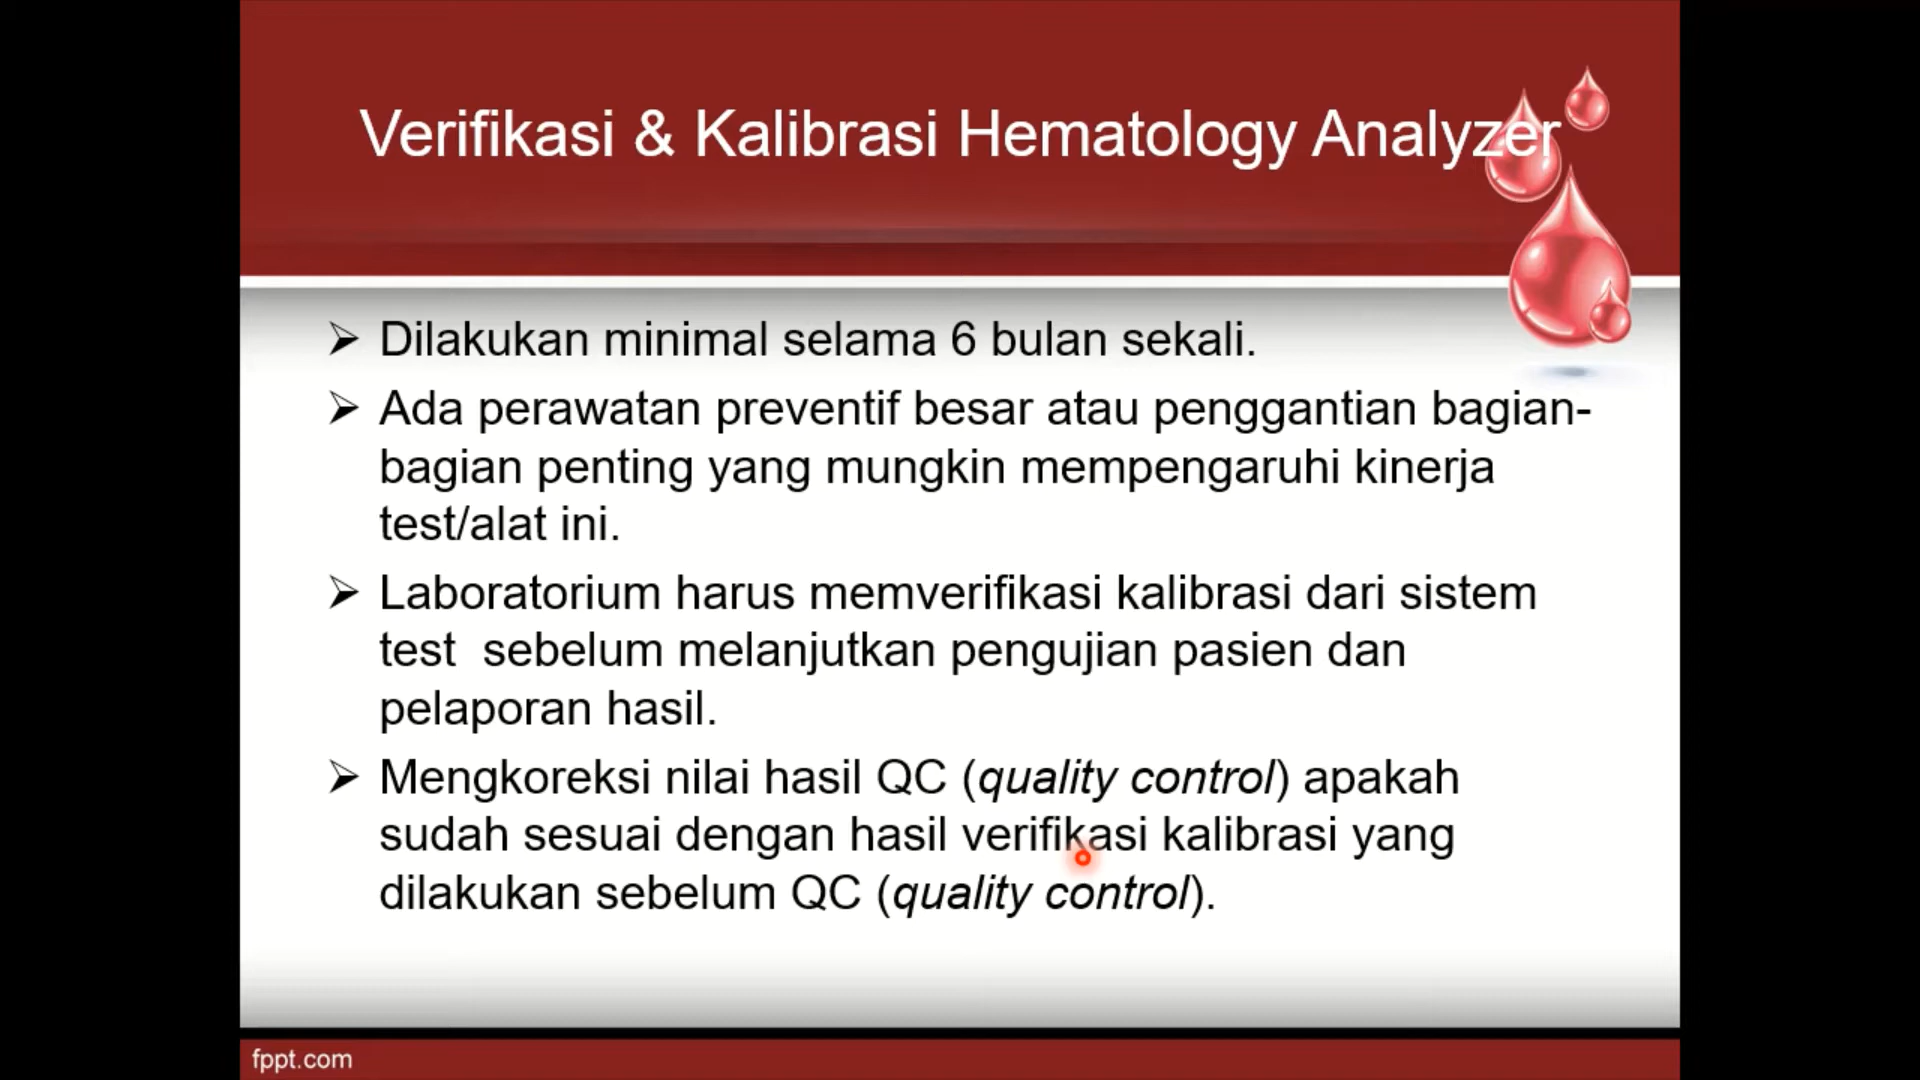 Verifikasi & Kalibrasi Hematology Analyzer
➢ Dilakukan minimal selama 6 bulan sekali.
➢ Ada perawatan preventif besar atau penggantian bagian-
bagian penting yang mungkin mempengaruhi kinerja
test/alat ini.
➢ Laboratorium harus memverifikasi kalibrasi dari sistem
test  sebelum melanjutkan pengujian pasien dan
pelaporan hasil.
➢ Mengkoreksi nilai hasil QC (quality control) apakah
sudah sesuai dengan hasil verifikasi kalibrasi yang
dilakukan sebelum QC (quality control).
fppt.com